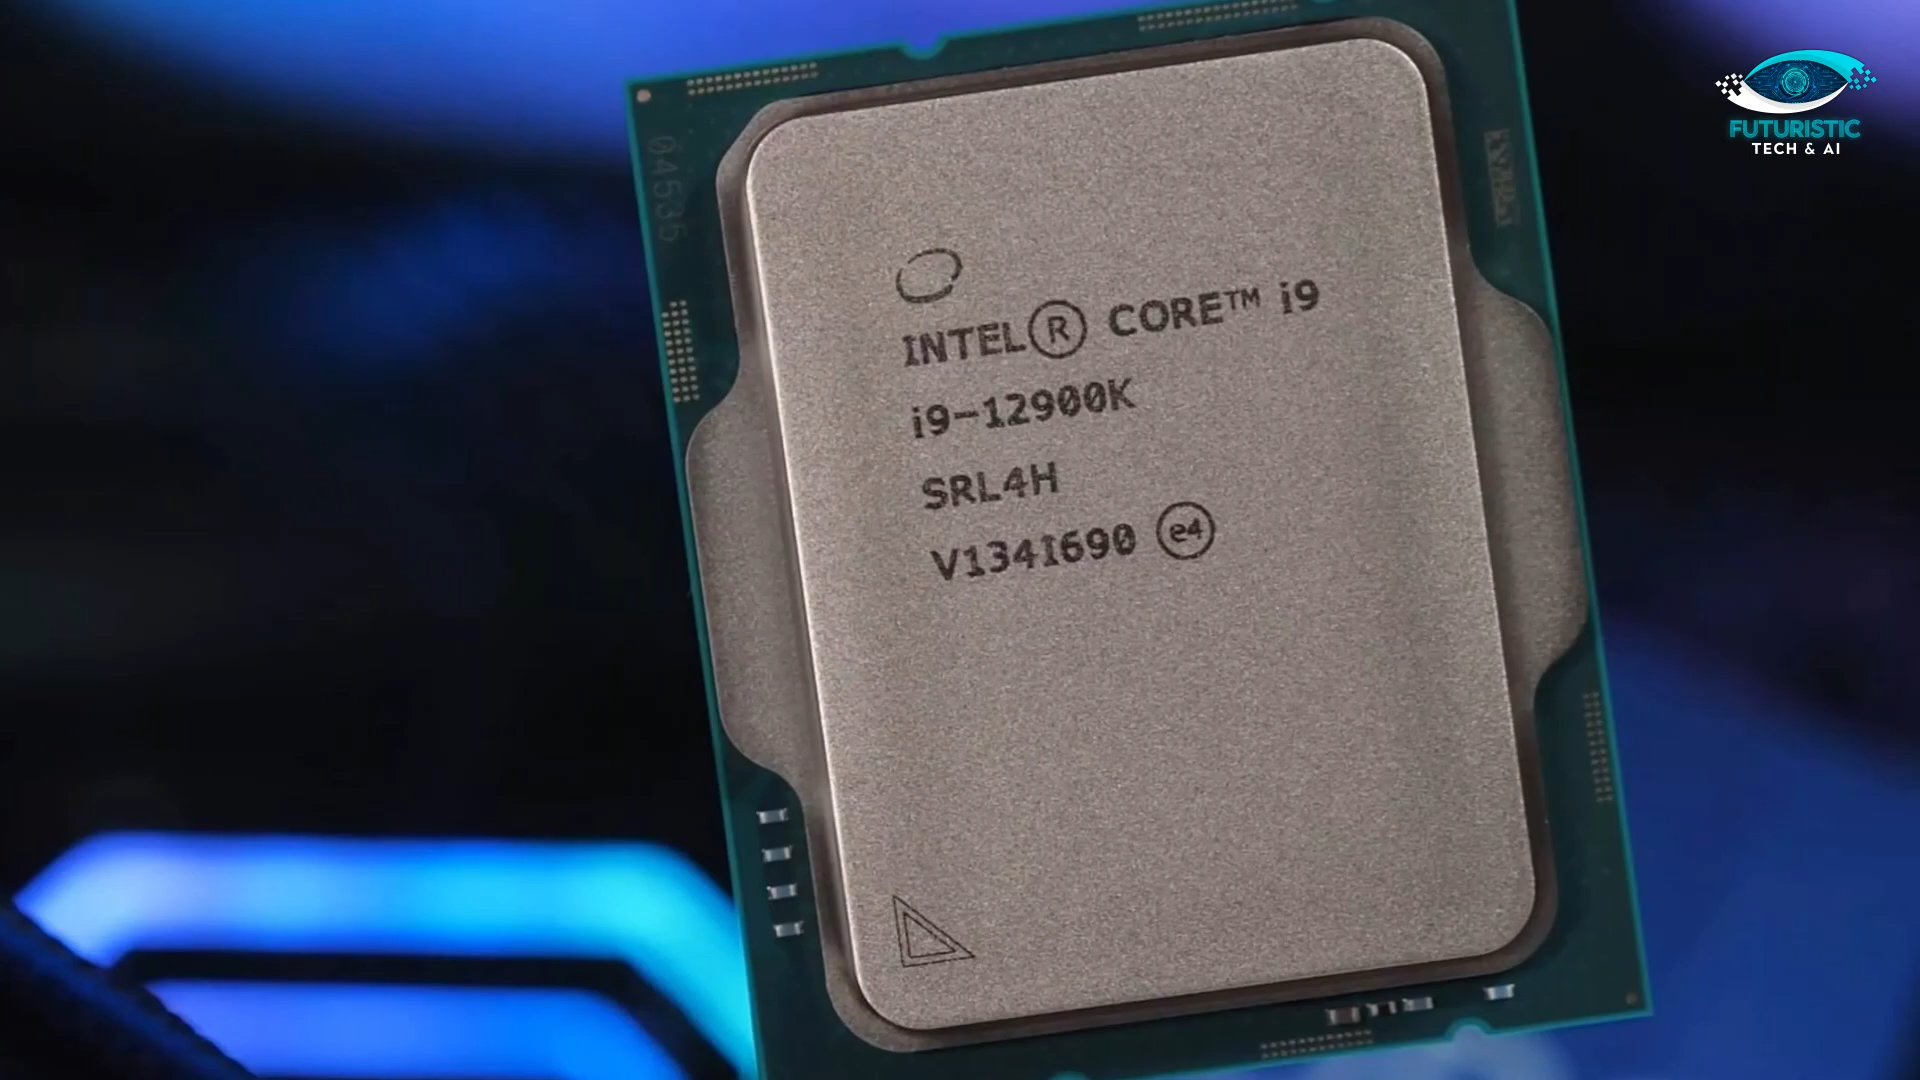 FUTURISTIC
TECH & AI
INTEL® CORE™ i9
i9-12900K
SRL4H
V134I690 e4